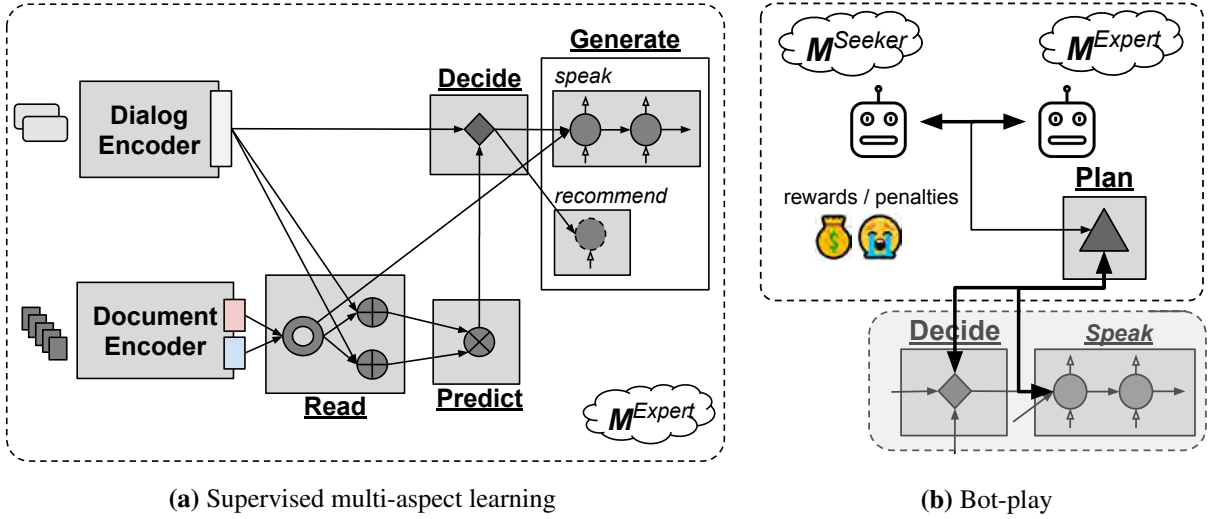 Dialog
Encoder
Decide
Generate
speak
recommend
Document
Encoder
Read
Predict
M^Expert
(a) Supervised multi-aspect learning
M^Seeker
M^Expert
rewards / penalties
Plan
Decide
Speak
(b) Bot-play